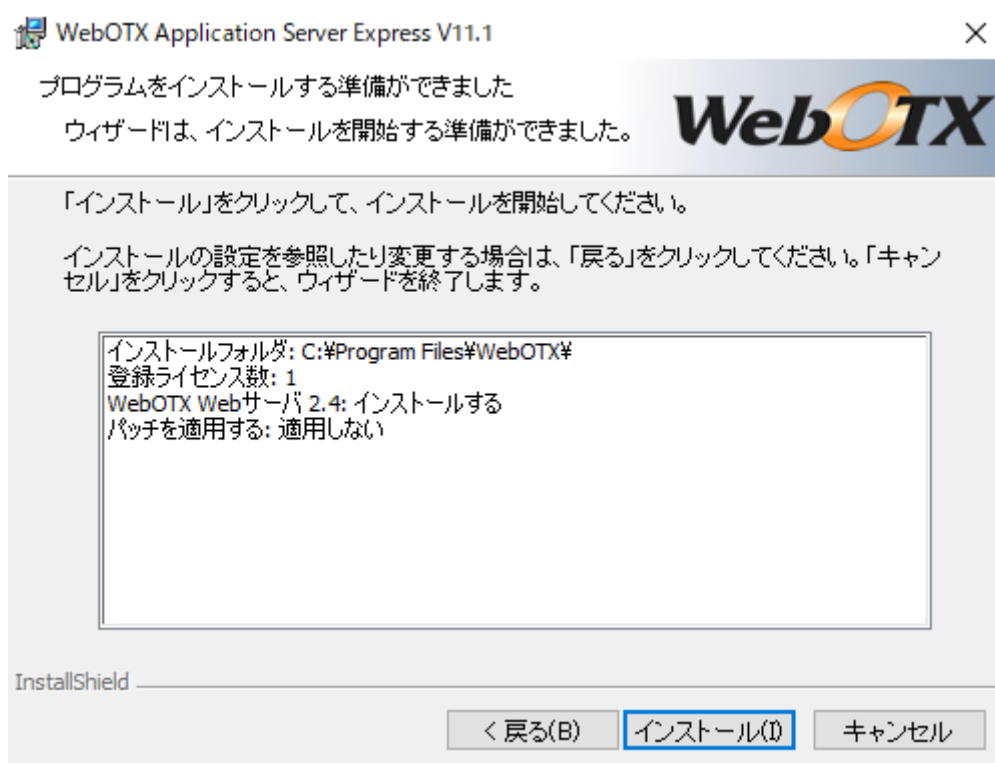 WebOTX Application Server Express V11.1
プログラムをインストールする準備ができました
ウィザードは、インストールを開始する準備ができました。
WebOTX
「インストール」をクリックして、インストールを開始してください。
インストールの設定を参照したり変更する場合は、「戻る」をクリックしてください。「キャン
セル」をクリックすると、ウィザードを終了します。
インストールフォルダ: C:¥Program Files¥WebOTX¥
登録ライセンス数: 1
WebOTX Webサーバ 2.4: インストールする
パッチを適用する: 適用しない
InstallShield
< 戻る(B) インストール(I) キャンセル